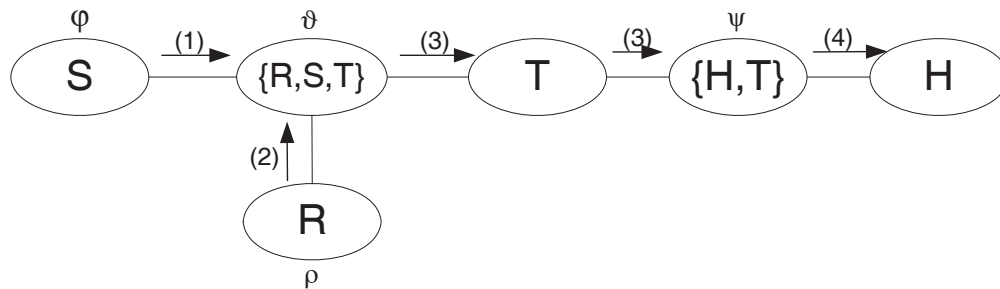 φ ϑ ψ
(1) (3) (3) (4)
S {R,S,T} T {H,T} H
(2)
R
ρ